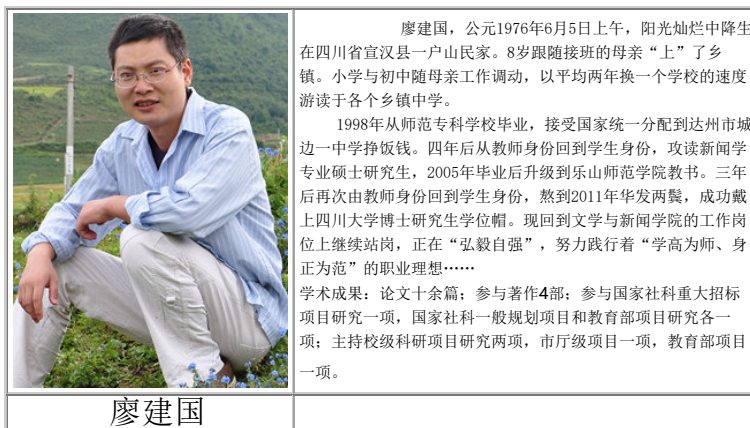 廖建国，公元1976年6月5日上午，阳光灿烂中降生
在四川省宣汉县一户山民家。8岁跟随接班的母亲“上”了乡
镇。小学与初中随母亲工作调动，以平均两年换一个学校的速度
游读于各个乡镇中学。
1998年从师范专科学校毕业，接受国家统一分配到达州市城
边一中学挣饭钱。四年后从教师身份回到学生身份，攻读新闻学
专业硕士研究生，2005年毕业后升级到乐山师范学院教书。三年
后再次由教师身份回到学生身份，熬到2011年华发两鬓，成功戴
上四川大学博士研究生学位帽。现回到文学与新闻学院的工作岗
位上继续站岗，正在“弘毅自强”，努力践行着“学高为师、身
正为范”的职业理想……
学术成果：论文十余篇；参与著作4部；参与国家社科重大招标
项目研究一项，国家社科一般规划项目和教育部项目研究各一
项；主持校级科研项目研究两项，市厅级项目一项，教育部项目
一项。
廖建国